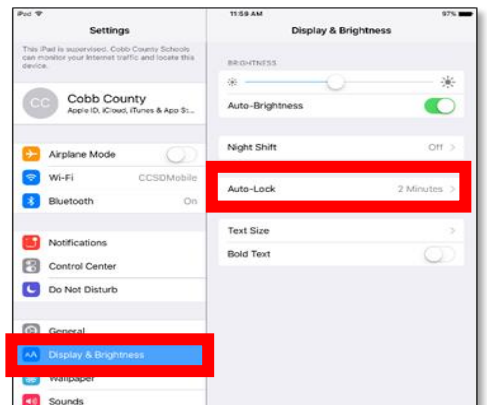 iPad
11:59 AM
97%
Settings
Display & Brightness
This iPad is supervised. Cobb County Schools
can monitor your Internet traffic and locate this
device.
BRIGHTNESS
CC
Cobb County
Apple ID, iCloud, iTunes & App St...
Auto-Brightness
Airplane Mode
Night Shift
Off
Wi-Fi
CCSDMobile
Auto-Lock
2 Minutes
Bluetooth
On
Text Size
Notifications
Bold Text
Control Center
Do Not Disturb
General
AA
Display & Brightness
Wallpaper
Sounds